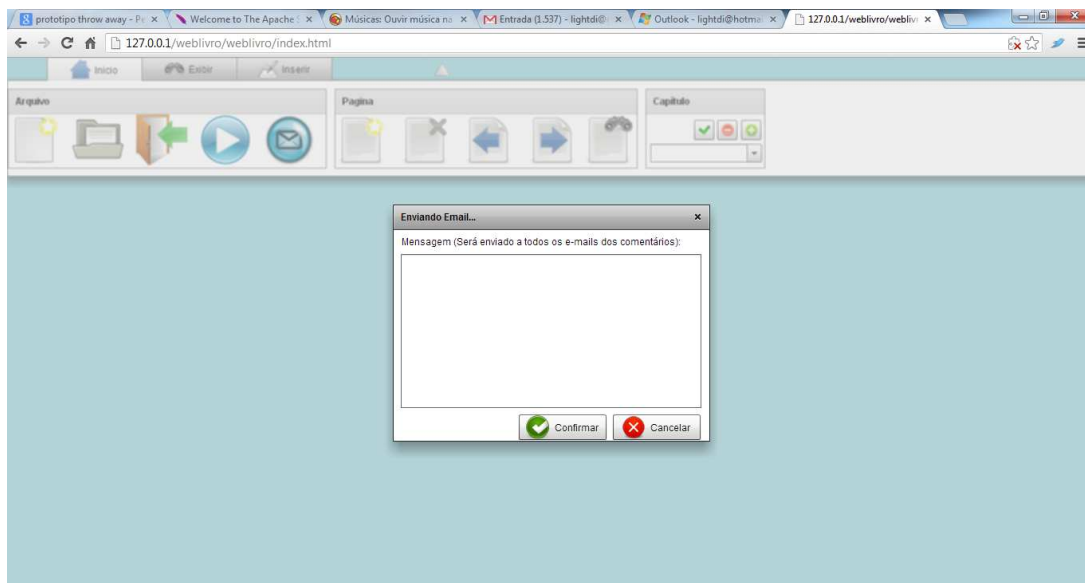 prototipo throw away - Pe
Welcome to The Apache
Músicas: Ouvir música na
Entrada (1.537) - lightdi@
Outlook - lightdi@hotma
127.0.0.1/weblivro/webliv
127.0.0.1/weblivro/weblivro/index.html
Inicio Exibir Inserir
Arquivo Pagina Capítulo
Enviando Email...
Mensagem (Será enviado a todos os e-mails dos comentários):
Confirmar Cancelar